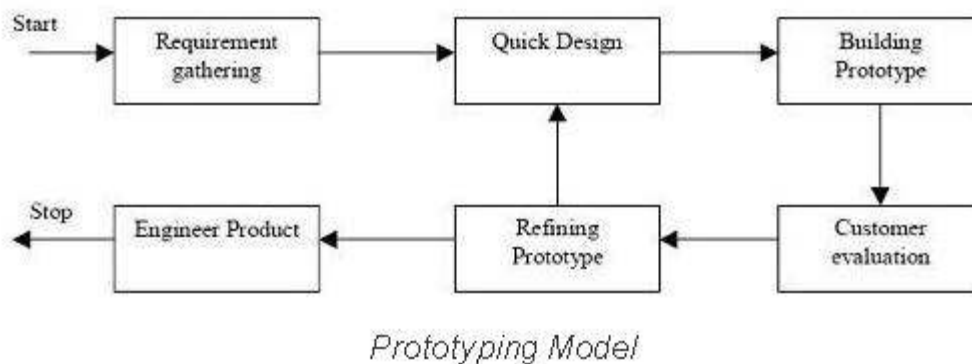 Start
Requirement
gathering
Quick Design
Building
Prototype
Stop
Engineer Product
Refining
Prototype
Customer
evaluation
Prototyping Model